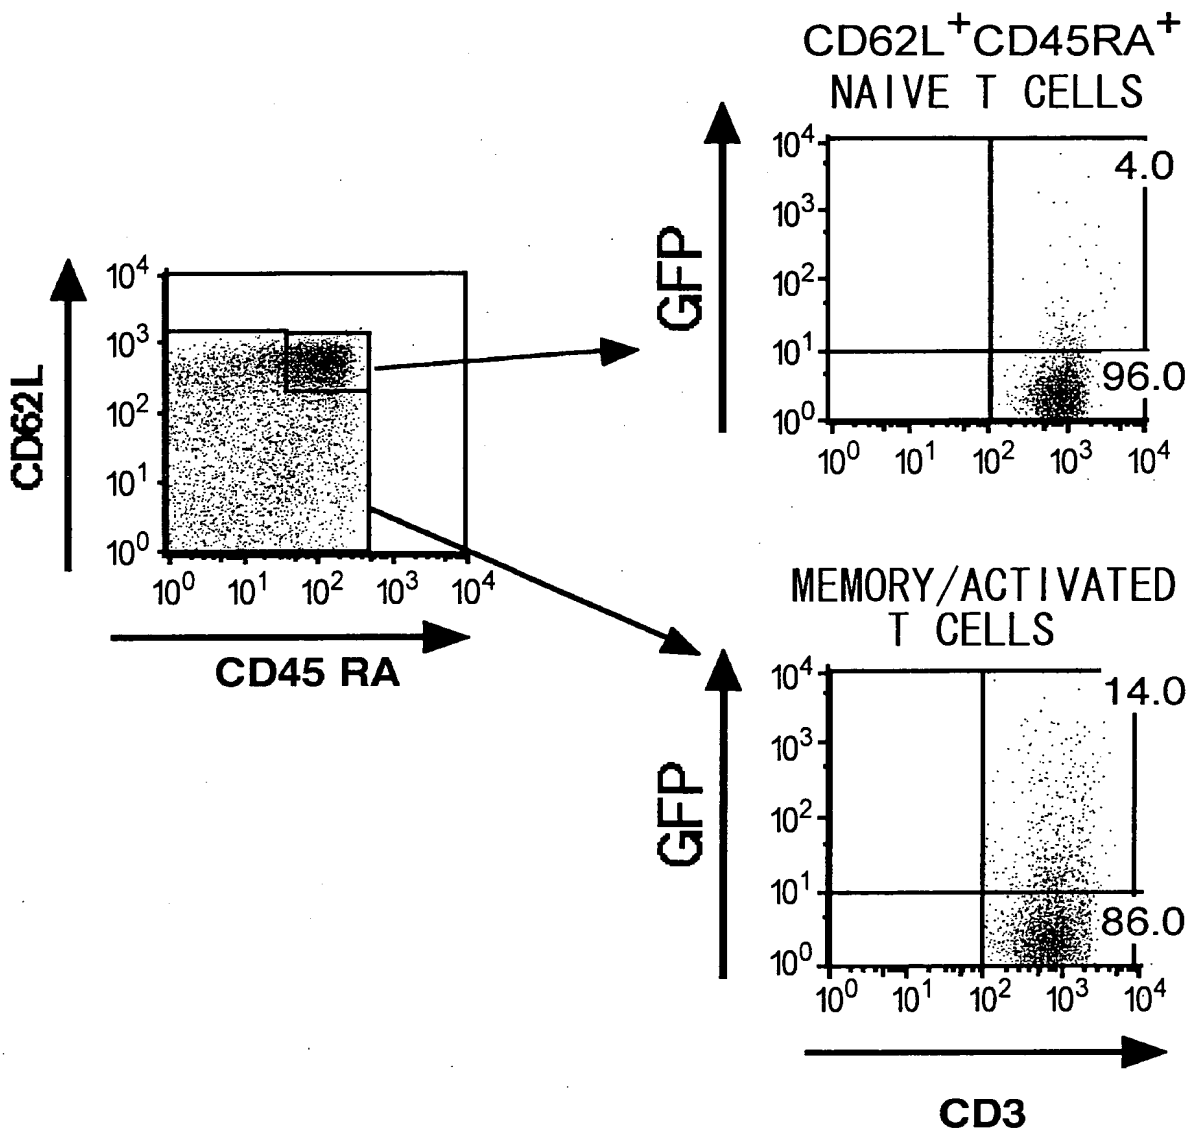 CD62L⁺CD45RA⁺
NAIVE T CELLS
10⁴
10³
10²
10¹
10⁰
GFP
4.0
96.0
10⁰ 10¹ 10² 10³ 10⁴
10⁴
10³
10²
10¹
10⁰
CD62L
10⁰ 10¹ 10² 10³ 10⁴
CD45 RA
MEMORY/ACTIVATED
T CELLS
10⁴
10³
10²
10¹
10⁰
GFP
14.0
86.0
10⁰ 10¹ 10² 10³ 10⁴
CD3